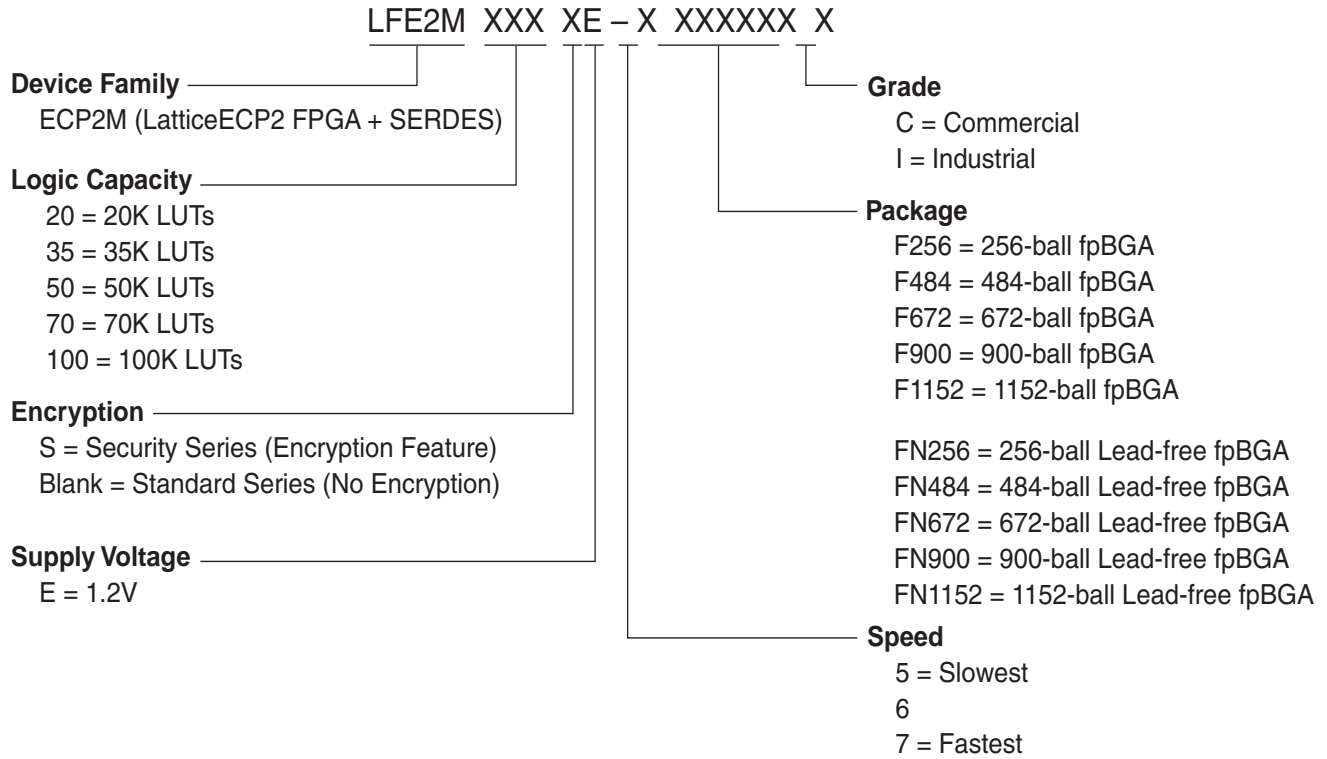 LFE2M XXX XE – X XXXXXX X
Device Family
ECP2M (LatticeECP2 FPGA + SERDES)
Logic Capacity
20 = 20K LUTs
35 = 35K LUTs
50 = 50K LUTs
70 = 70K LUTs
100 = 100K LUTs
Encryption
S = Security Series (Encryption Feature)
Blank = Standard Series (No Encryption)
Supply Voltage
E = 1.2V
Grade
C = Commercial
I = Industrial
Package
F256 = 256-ball fpBGA
F484 = 484-ball fpBGA
F672 = 672-ball fpBGA
F900 = 900-ball fpBGA
F1152 = 1152-ball fpBGA
FN256 = 256-ball Lead-free fpBGA
FN484 = 484-ball Lead-free fpBGA
FN672 = 672-ball Lead-free fpBGA
FN900 = 900-ball Lead-free fpBGA
FN1152 = 1152-ball Lead-free fpBGA
Speed
5 = Slowest
6
7 = Fastest